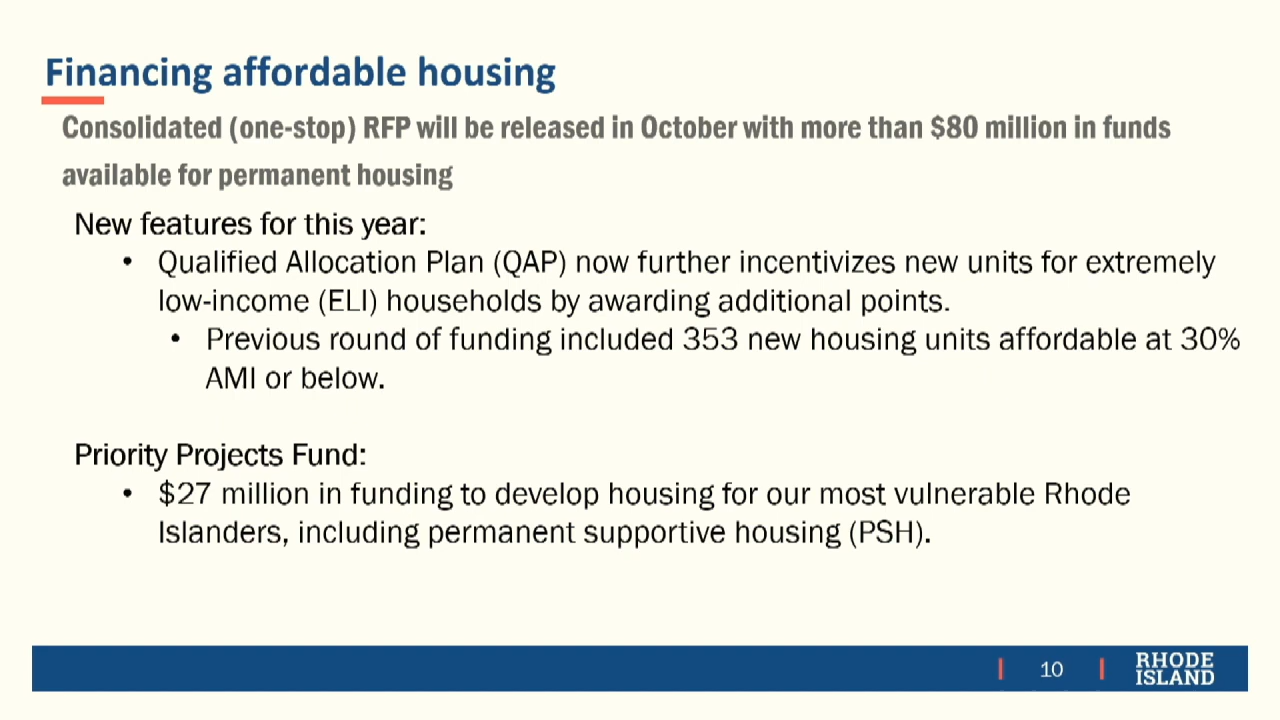 Financing affordable housing
Consolidated (one-stop) RFP will be released in October with more than $80 million in funds
available for permanent housing
New features for this year:
• Qualified Allocation Plan (QAP) now further incentivizes new units for extremely
low-income (ELI) households by awarding additional points.
• Previous round of funding included 353 new housing units affordable at 30%
AMI or below.
Priority Projects Fund:
• $27 million in funding to develop housing for our most vulnerable Rhode
Islanders, including permanent supportive housing (PSH).
10
RHODE
ISLAND